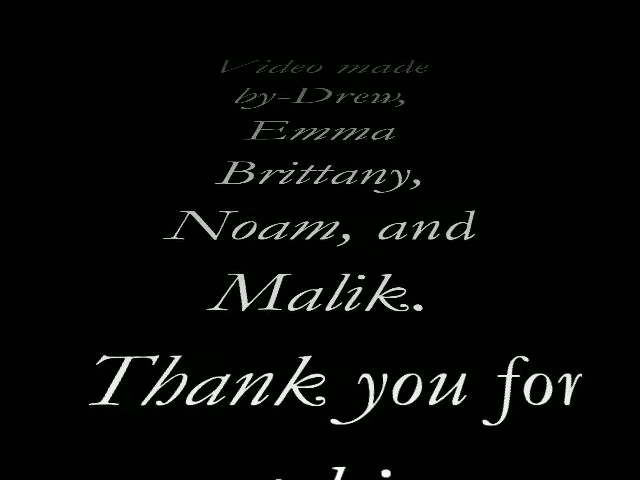 Video made
by-Drew,
Emma
Brittany,
Noam, and
Malik.
Thank you for